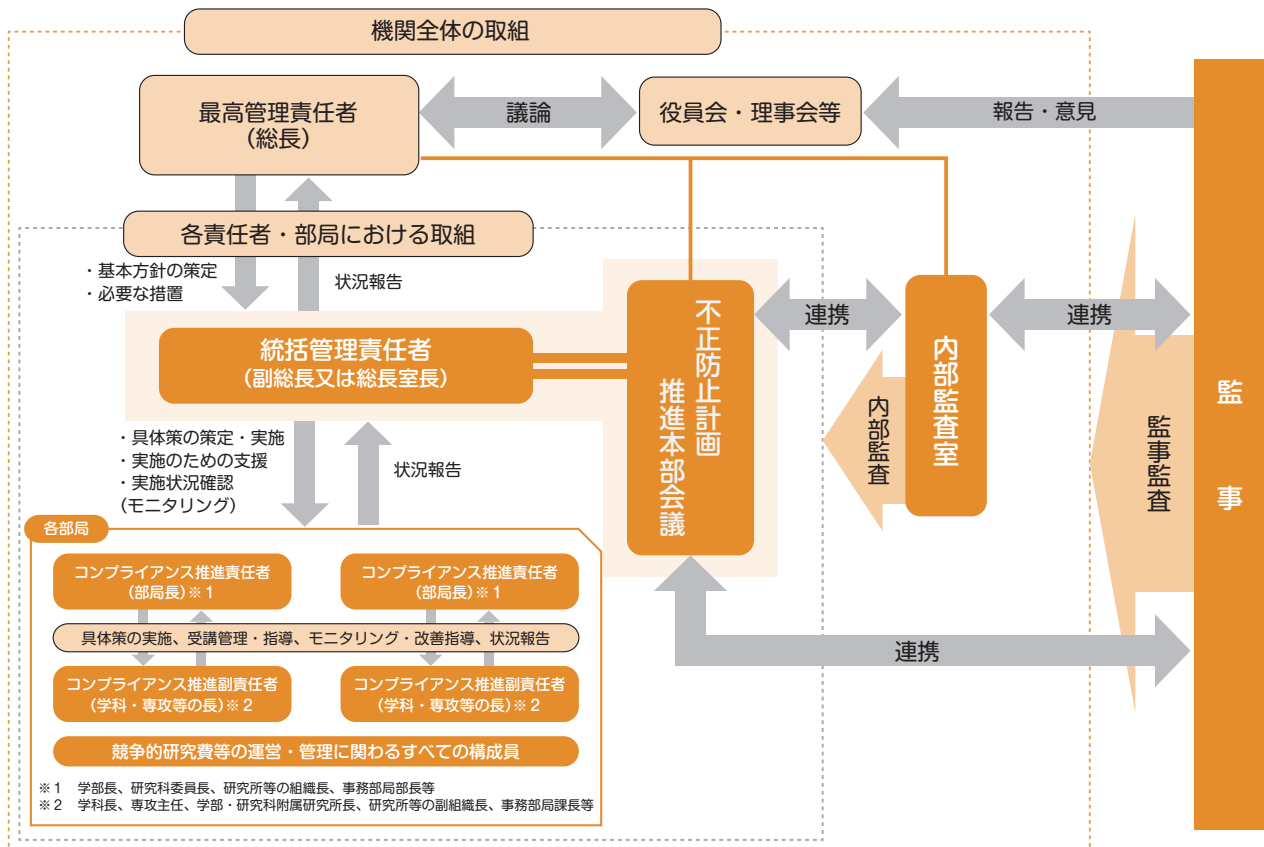 機関全体の取組
最高管理責任者
(総長)
議論
役員会・理事会等
報告・意見
各責任者・部局における取組
・基本方針の策定
・必要な措置
状況報告
統括管理責任者
(副総長又は総長室長)
不正防止計画
推進本部会議
連携
内部監査室
連携
内部監査
監事監査
監事
・具体策の策定・実施
・実施のための支援
・実施状況確認
(モニタリング)
状況報告
各部局
コンプライアンス推進責任者
(部局長)※1
コンプライアンス推進責任者
(部局長)※1
具体策の実施、受講管理・指導、モニタリング・改善指導、状況報告
コンプライアンス推進副責任者
(学科・専攻等の長)※2
コンプライアンス推進副責任者
(学科・専攻等の長)※2
競争的研究費等の運営・管理に関わるすべての構成員
※1 学部長、研究科委員長、研究所等の組織長、事務部局部長等
※2 学科長、専攻主任、学部・研究科附属研究所長、研究所等の副組織長、事務部局課長等
連携